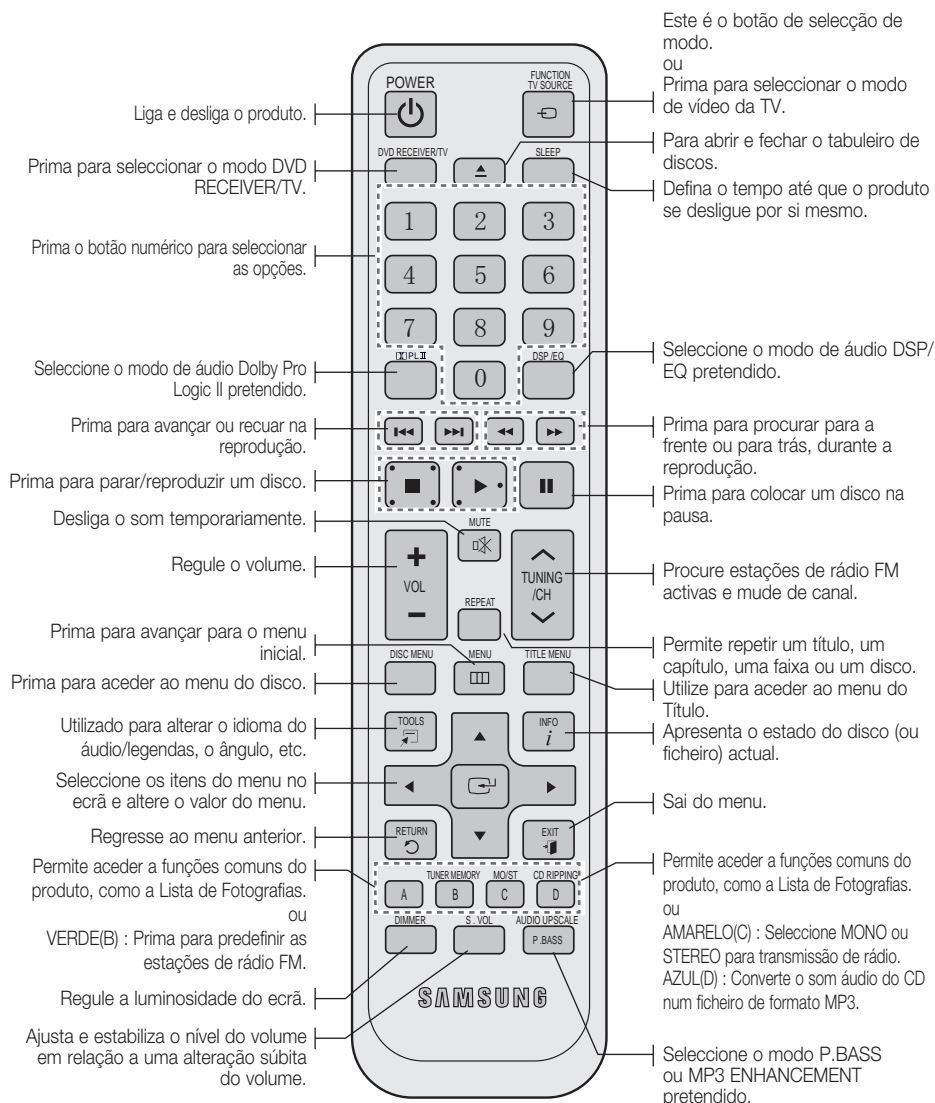 Este é o botão de selecção de
modo.
ou
Prima para seleccionar o modo
de vídeo da TV.
POWER
FUNCTION
TV SOURCE
Liga e desliga o produto.
Para abrir e fechar o tabuleiro de
discos.
DVD RECEIVER/TV
SLEEP
Prima para seleccionar o modo DVD
RECEIVER/TV.
Defina o tempo até que o produto
se desligue por si mesmo.
1 2 3
Prima o botão numérico para seleccionar
as opções.
4 5 6
7 8 9
PL II
DSP /EQ
0
Seleccione o modo de áudio Dolby Pro
Logic II pretendido.
Seleccione o modo de áudio DSP/
EQ pretendido.
Prima para avançar ou recuar na
reprodução.
Prima para procurar para a
frente ou para trás, durante a
reprodução.
Prima para parar/reproduzir um disco.
Prima para colocar um disco na
pausa.
Desliga o som temporariamente.
MUTE
Regule o volume.
VOL
TUNING
/CH
Procure estações de rádio FM
activas e mude de canal.
REPEAT
Prima para avançar para o menu
inicial.
Permite repetir um título, um
capítulo, uma faixa ou um disco.
DISC MENU
MENU
TITLE MENU
Prima para aceder ao menu do disco.
Utilize para aceder ao menu do
Título.
Utilizado para alterar o idioma do
áudio/legendas, o ângulo, etc.
TOOLS
INFO
i
Apresenta o estado do disco (ou
ficheiro) actual.
Seleccione os itens do menu no
ecrã e altere o valor do menu.
Sai do menu.
Regresse ao menu anterior.
RETURN
EXIT
Permite aceder a funções comuns do
produto, como a Lista de Fotografias.
ou
VERDE(B) : Prima para predefinir as
estações de rádio FM.
TUNER MEMORY
MO/ST
CD RIPPING
A B C D
Permite aceder a funções comuns do
produto, como a Lista de Fotografias.
ou
AMARELO(C) : Seleccione MONO ou
STEREO para transmissão de rádio.
AZUL(D) : Converte o som áudio do CD
num ficheiro de formato MP3.
DIMMER
S . VOL
AUDIO UPSCALE
P .BASS
Regule a luminosidade do ecrã.
SAMSUNG
Ajusta e estabiliza o nível do volume
em relação a uma alteração súbita
do volume.
Seleccione o modo P.BASS
ou MP3 ENHANCEMENT
pretendido.